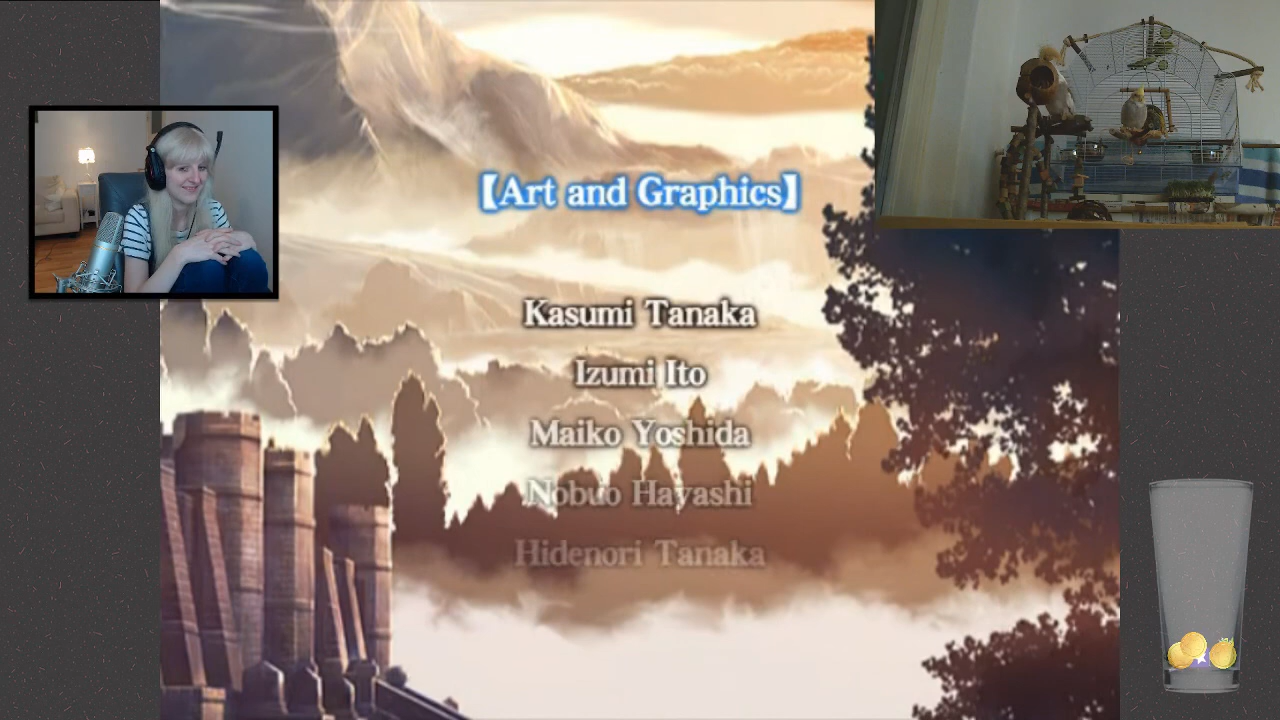 【Art and Graphics】
Kasumi Tanaka
Izumi Ito
Maiko Yoshida
Nobuo Hayashi
Hidenori Tanaka